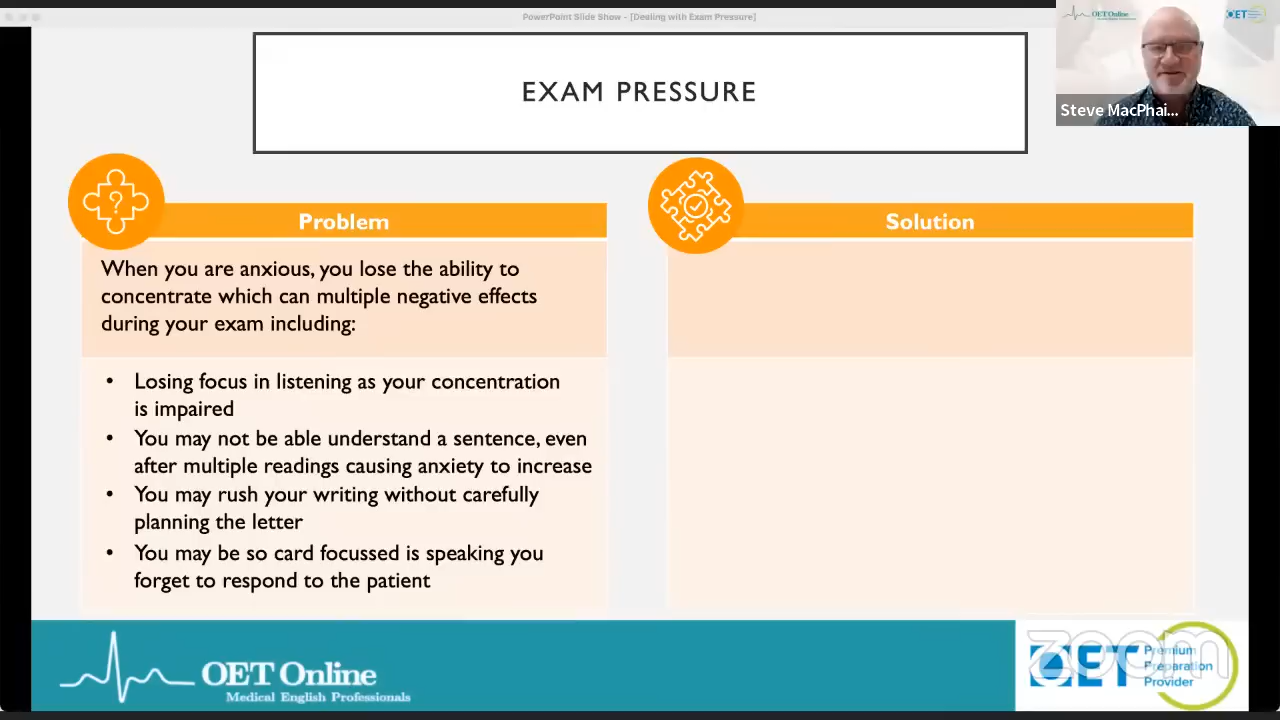 PowerPoint Slide Show - [Dealing with Exam Pressure]
OET Online
OET
Steve MacPhai...
EXAM PRESSURE
Problem
When you are anxious, you lose the ability to
concentrate which can multiple negative effects
during your exam including:
• Losing focus in listening as your concentration
is impaired
• You may not be able understand a sentence, even
after multiple readings causing anxiety to increase
• You may rush your writing without carefully
planning the letter
• You may be so card focussed is speaking you
forget to respond to the patient
Solution
OET Online
Medical English Professionals
zoom
OET
Premium
Preparation
Provider